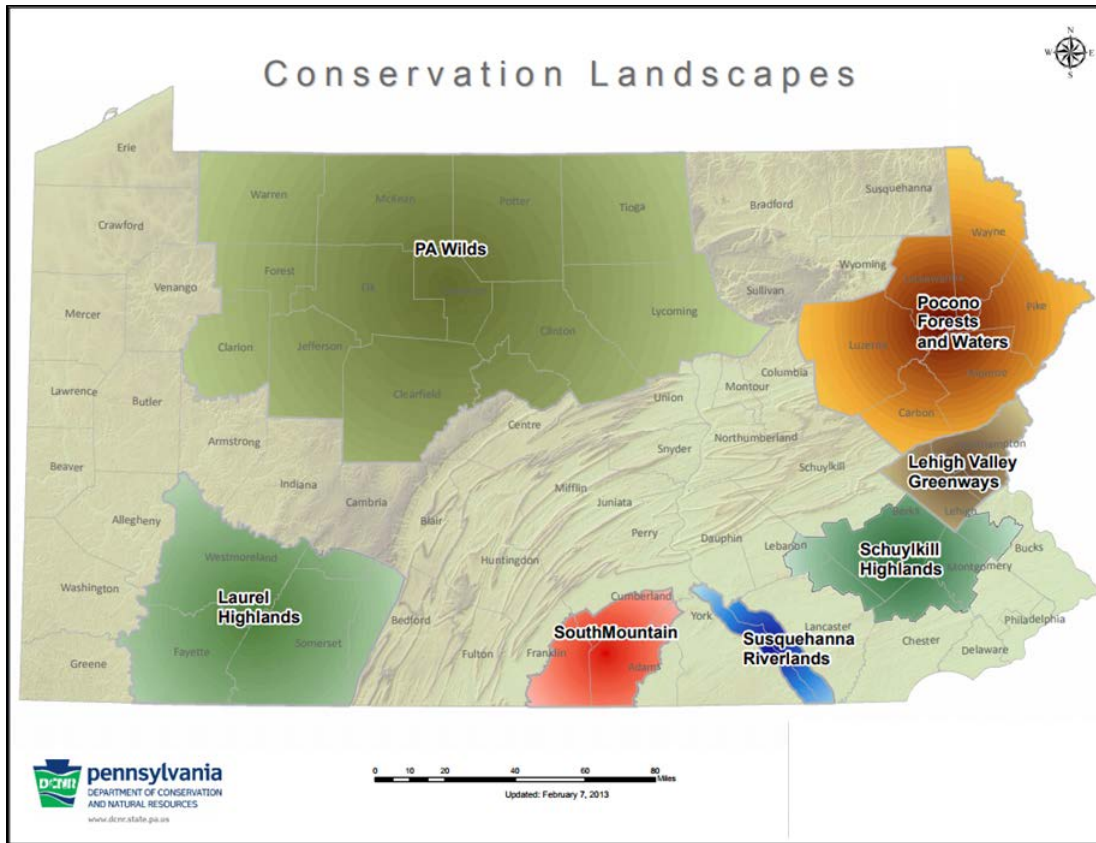 N
W E
S
Conservation Landscapes
Erie
Warren
McKean
Potter
Tioga
Bradford
Susquehanna
Crawford
Wayne
PA Wilds
Forest
Wyoming
Venango
Elk
Sullivan
Mercer
Lycoming
Pocono
Forests
and Waters
Pike
Clarion
Jefferson
Clinton
Luzerne
Columbia
Monroe
Lawrence
Butler
Clearfield
Union
Montour
Carbon
Armstrong
Centre
Snyder
Northumberland
Beaver
Schuylkill
Lehigh Valley
Greenways
Indiana
Cambria
Mifflin
Juniata
Allegheny
Blair
Perry
Dauphin
Lebanon
Berks
Lehigh
Bucks
Westmoreland
Huntingdon
Schuylkill
Highlands
Montgomery
Washington
Laurel
Highlands
Cumberland
York
Lancaster
Philadelphia
Bedford
SouthMountain
Susquehanna
Riverlands
Chester
Delaware
Greene
Fayette
Somerset
Fulton
Franklin
Adams
DCNR
pennsylvania
DEPARTMENT OF CONSERVATION
AND NATURAL RESOURCES
www.dcnr.state.pa.us
0 10 20 40 60 80
Miles
Updated: February 7, 2013